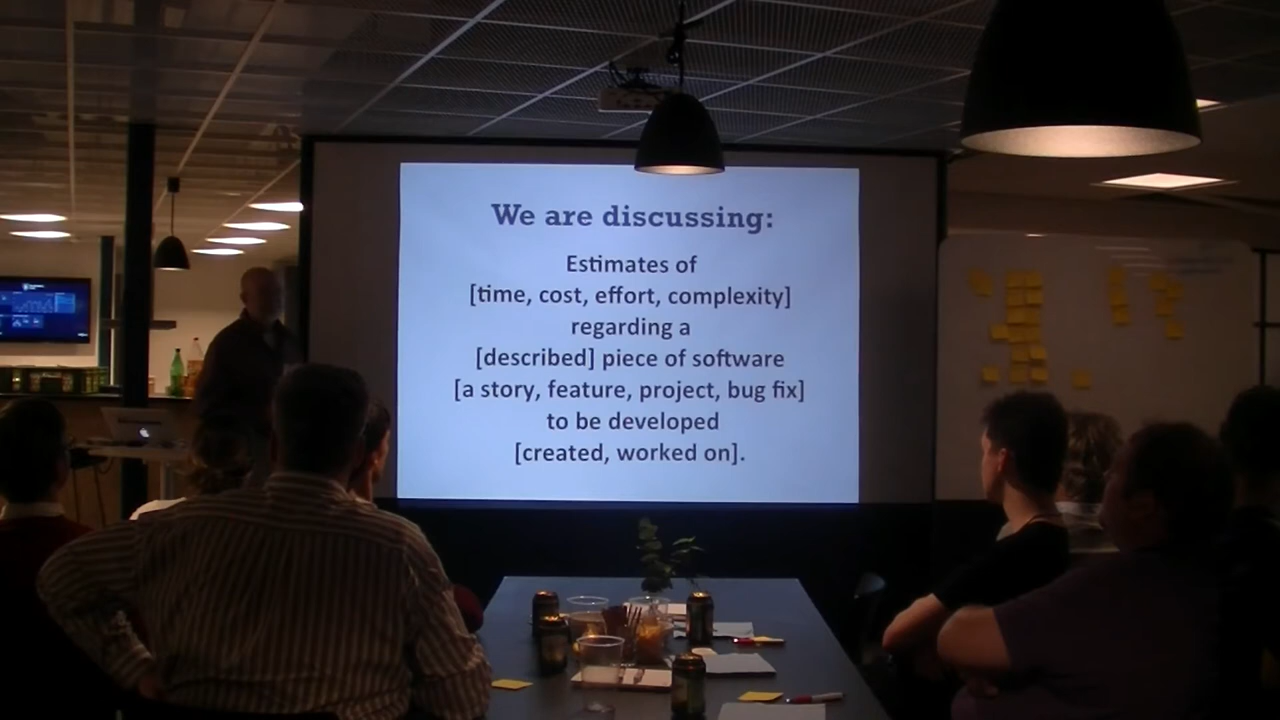 We are discussing:
Estimates of
[time, cost, effort, complexity]
regarding a
[described] piece of software
[a story, feature, project, bug fix]
to be developed
[created, worked on].